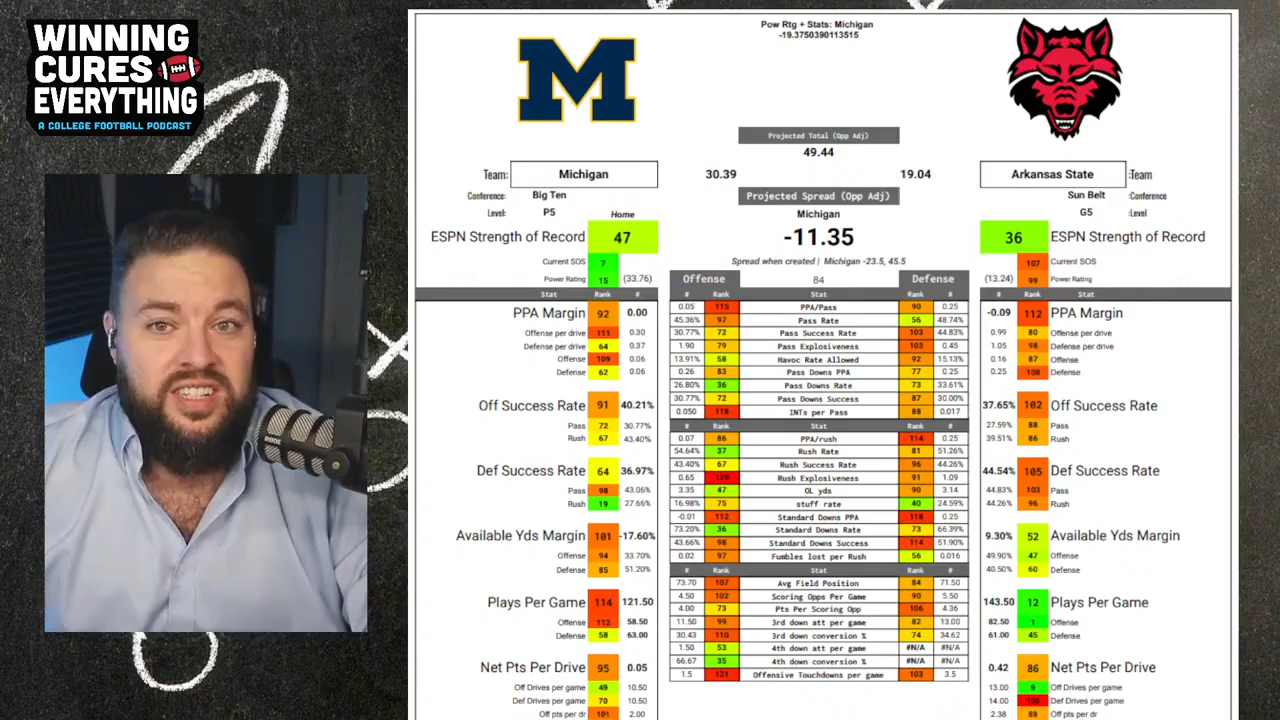 WINNING
CURES
EVERYTHING
A COLLEGE FOOTBALL PODCAST
RODE
Pow Rtg + Stats: Michigan
-19.3750390113515
Projected Total (Opp Adj)
49.44
Team: Michigan 30.39 19.04 Arkansas State :Team
Conference: Big Ten Projected Spread (Opp Adj) Sun Belt :Conference
Level: P5 Home Michigan G5 :Level
ESPN Strength of Record 47 -11.35 36 ESPN Strength of Record
Spread when created | Michigan -23.5, 45.5
Current SOS 7 107 Current SOS
Power Rating 15 (33.76) (13.24) 99 Power Rating
Offense 84 Defense
Stat Rank # # Rank Stat Rank # # Rank Stat
PPA Margin 92 0.00 -0.09 112 PPA Margin
Offense per drive 111 0.30 0.99 80 Offense per drive
Defense per drive 64 0.37 1.05 98 Defense per drive
Offense 109 0.06 0.16 87 Offense
Defense 62 0.06 0.25 108 Defense
0.05 115 PPA/Pass 90 0.25
45.36% 97 Pass Rate 56 48.74%
30.77% 72 Pass Success Rate 103 44.83%
1.90 79 Pass Explosiveness 103 0.45
13.91% 58 Havoc Rate Allowed 92 15.13%
0.26 83 Pass Downs PPA 77 0.25
26.80% 36 Pass Downs Rate 73 33.61%
30.77% 72 Pass Downs Success 87 30.00%
0.050 118 INTs per Pass 88 0.017
Off Success Rate 91 40.21% 37.65% 102 Off Success Rate
Pass 72 30.77% 27.59% 88 Pass
Rush 67 43.40% 39.51% 86 Rush
# Rank Stat Rank #
0.07 86 PPA/rush 114 0.25
54.64% 37 Rush Rate 81 51.26%
43.40% 67 Rush Success Rate 96 44.26%
0.65 129 Rush Explosiveness 91 1.09
3.35 47 OL yds 90 3.14
16.98% 75 stuff rate 40 24.59%
-0.01 112 Standard Downs PPA 118 0.25
73.20% 36 Standard Downs Rate 73 66.39%
43.66% 98 Standard Downs Success 114 51.90%
0.02 97 Fumbles lost per Rush 56 0.016
Def Success Rate 64 36.97% 44.54% 105 Def Success Rate
Pass 98 43.06% 44.83% 103 Pass
Rush 19 27.66% 44.26% 96 Rush
Available Yds Margin 101 -17.60% 9.30% 52 Available Yds Margin
Offense 94 33.70% 49.90% 47 Offense
Defense 85 51.20% 40.50% 60 Defense
# Rank Stat Rank #
73.70 107 Avg Field Position 84 71.50
4.50 102 Scoring Opps Per Game 90 5.50
4.00 73 Pts Per Scoring Opp 106 4.36
11.50 99 3rd down att per game 82 13.00
30.43 110 3rd down conversion % 74 34.62
1.50 53 4th down att per game #N/A #N/A
66.67 35 4th down conversion % #N/A #N/A
1.5 121 Offensive Touchdowns per game 103 3.5
Plays Per Game 114 121.50 143.50 12 Plays Per Game
Offense 112 58.50 82.50 1 Offense
Defense 58 63.00 61.00 45 Defense
Net Pts Per Drive 95 0.05 0.42 86 Net Pts Per Drive
Off Drives per game 49 10.50 13.00 9 Off Drives per game
Def Drives per game 70 10.50 14.00 Def Drives per game
Off pts per dr 101 2.00 2.38 89 Off pts per dr